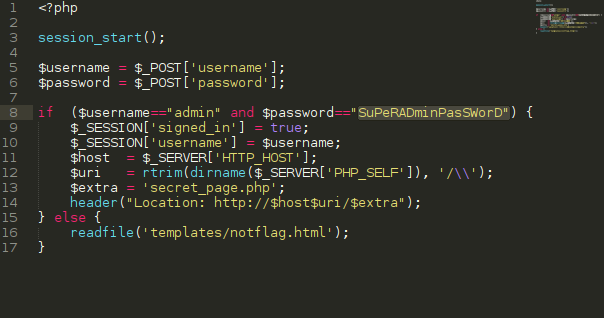 1 <?php
2
3 session_start();
4
5 $username = $_POST['username'];
6 $password = $_POST['password'];
7
8 if  ($username=="admin" and $password=="SuPeRADminPasSWorD") {
9     $_SESSION['signed_in'] = true;
10     $_SESSION['username'] = $username;
11     $host  = $_SERVER['HTTP_HOST'];
12     $uri   = rtrim(dirname($_SERVER['PHP_SELF']), '/\\');
13     $extra = 'secret_page.php';
14     header("Location: http://$host$uri/$extra");
15 } else {
16     readfile('templates/notflag.html');
17 }